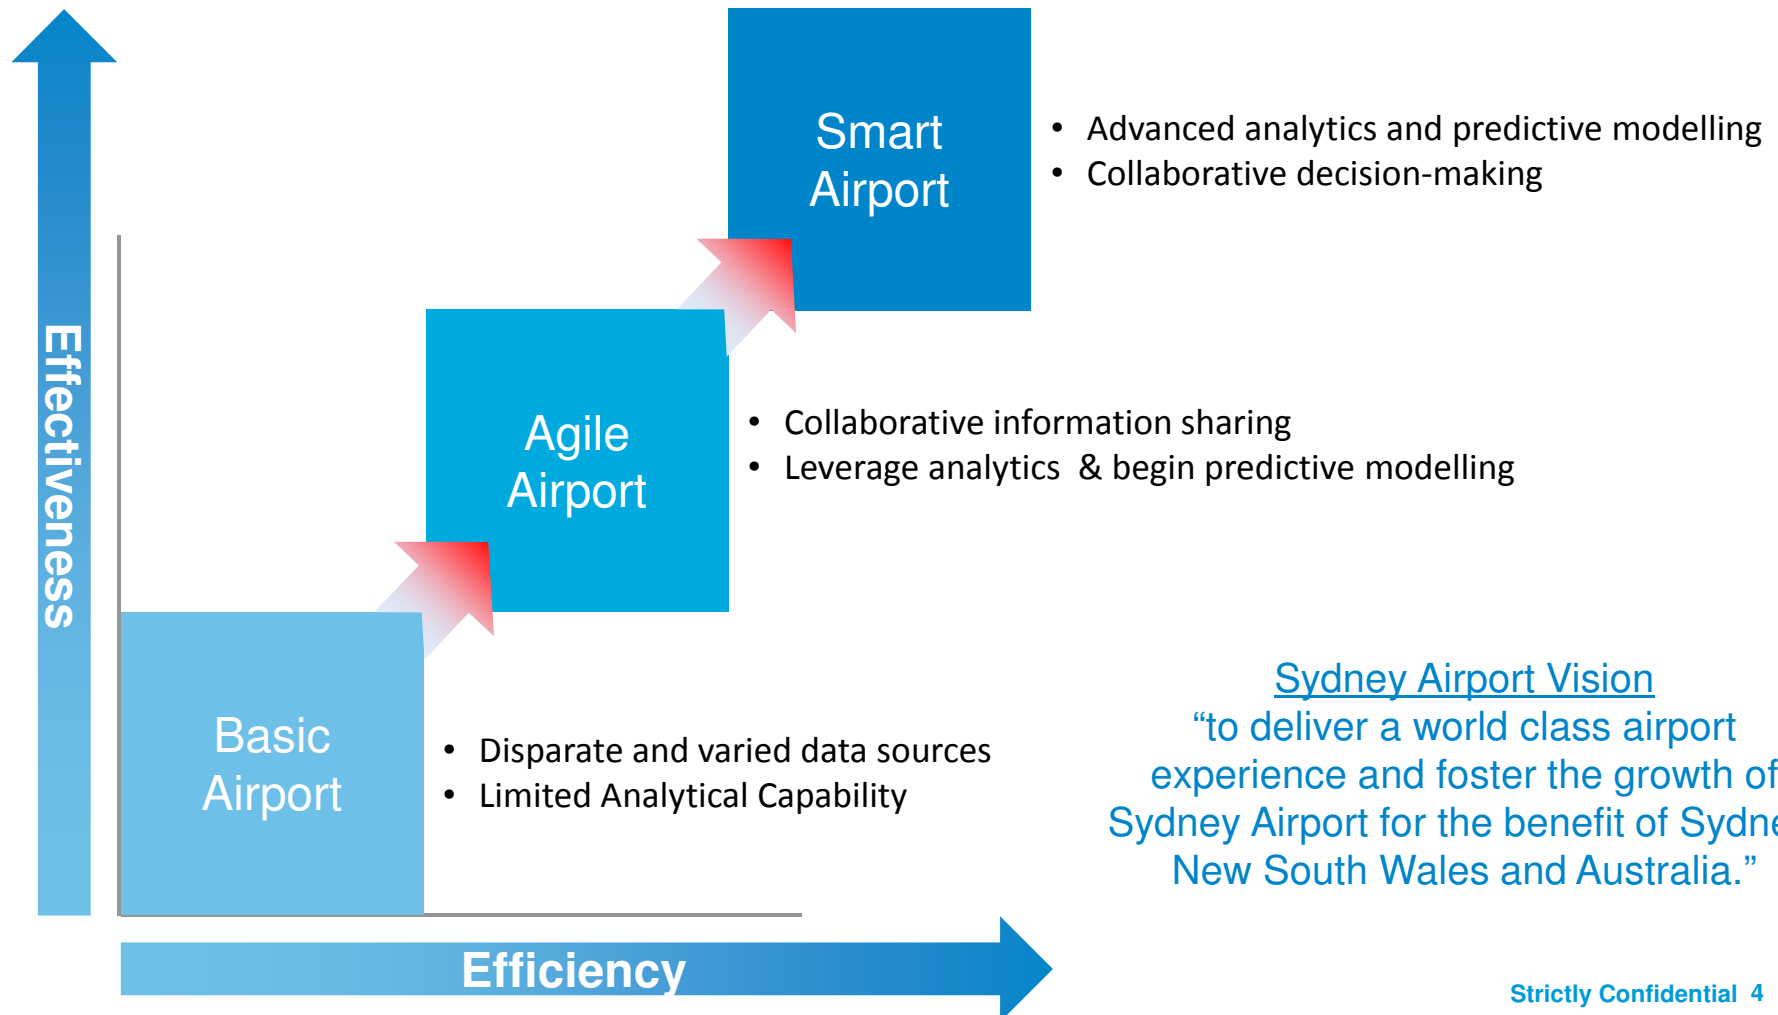 Smart
Airport
• Advanced analytics and predictive modelling
• Collaborative decision-making
Effectiveness
Agile
Airport
• Collaborative information sharing
• Leverage analytics & begin predictive modelling
Basic
Airport
• Disparate and varied data sources
• Limited Analytical Capability
Sydney Airport Vision
“to deliver a world class airport
experience and foster the growth of
Sydney Airport for the benefit of Sydne
New South Wales and Australia.”
Efficiency
Strictly Confidential 4